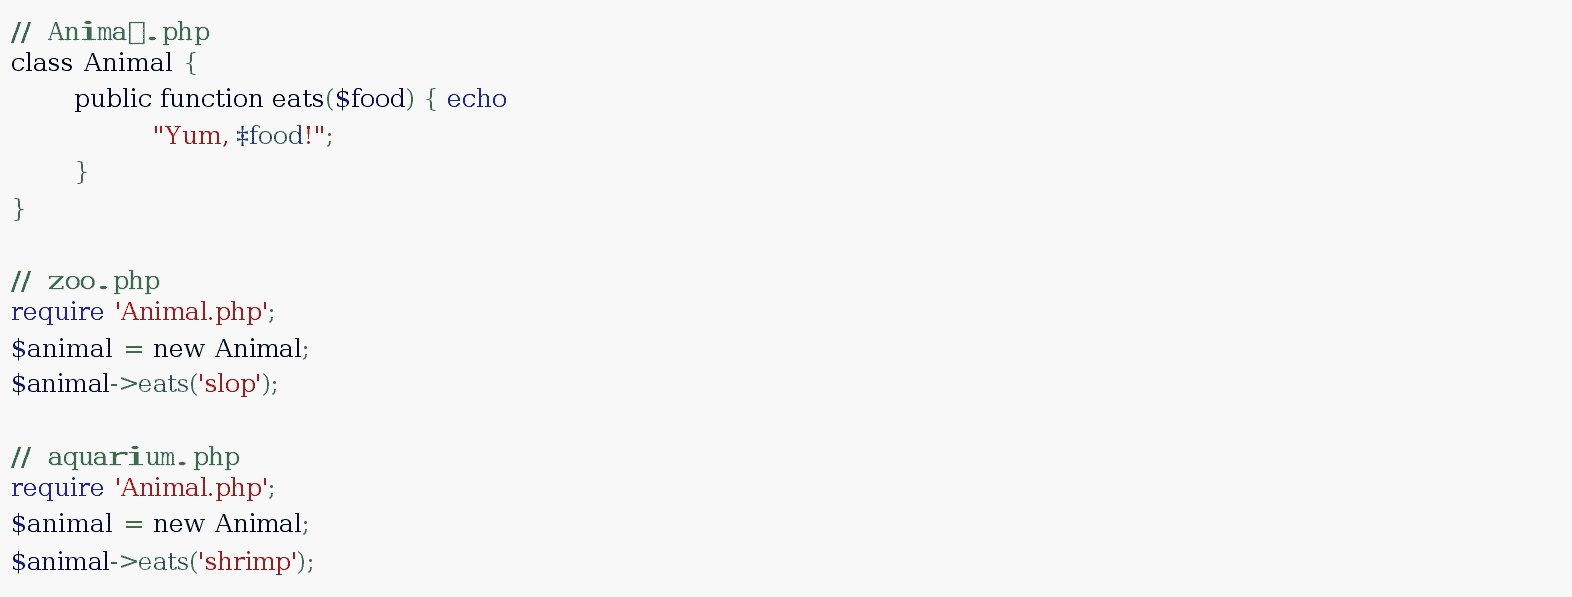 // Anima▯.php
class Animal {
public function eats($food) { echo
"Yum, $food!";
}
}
// zoo.php
require 'Animal.php';
$animal = new Animal;
$animal->eats('slop');
// aquarium.php
require 'Animal.php';
$animal = new Animal;
$animal->eats('shrimp');